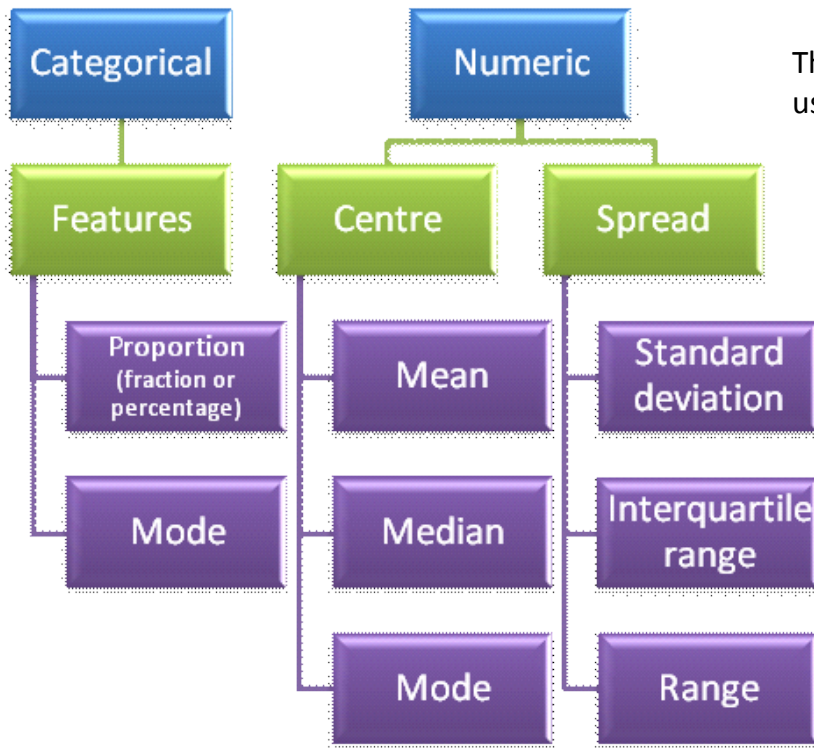 Categorical
Numeric
Features
Centre
Spread
Proportion
(fraction or
percentage)
Mean
Standard
deviation
Mode
Median
Interquartile
range
Mode
Range